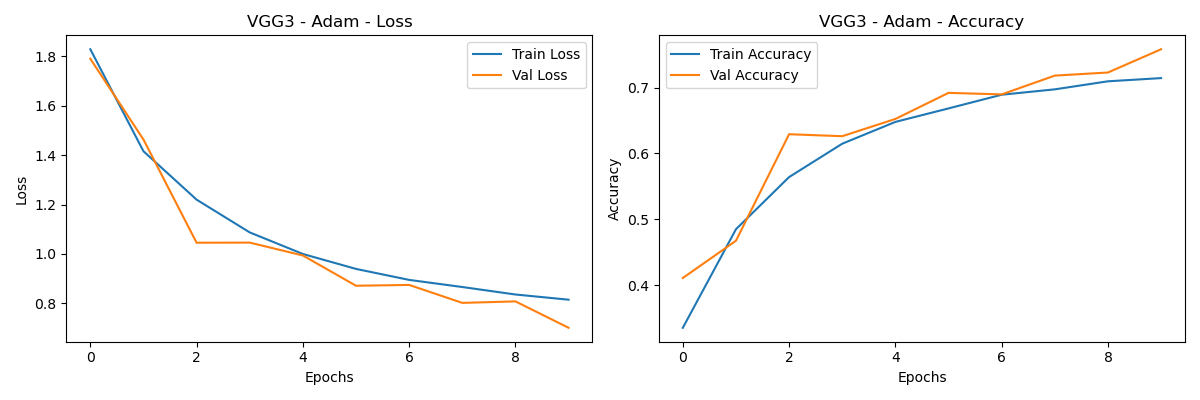 VGG3 - Adam - Loss
Train Loss
Val Loss
1.8
1.6
1.4
1.2
1.0
0.8
Loss
0 2 4 6 8
Epochs
VGG3 - Adam - Accuracy
Train Accuracy
Val Accuracy
0.7
0.6
0.5
0.4
Accuracy
0 2 4 6 8
Epochs